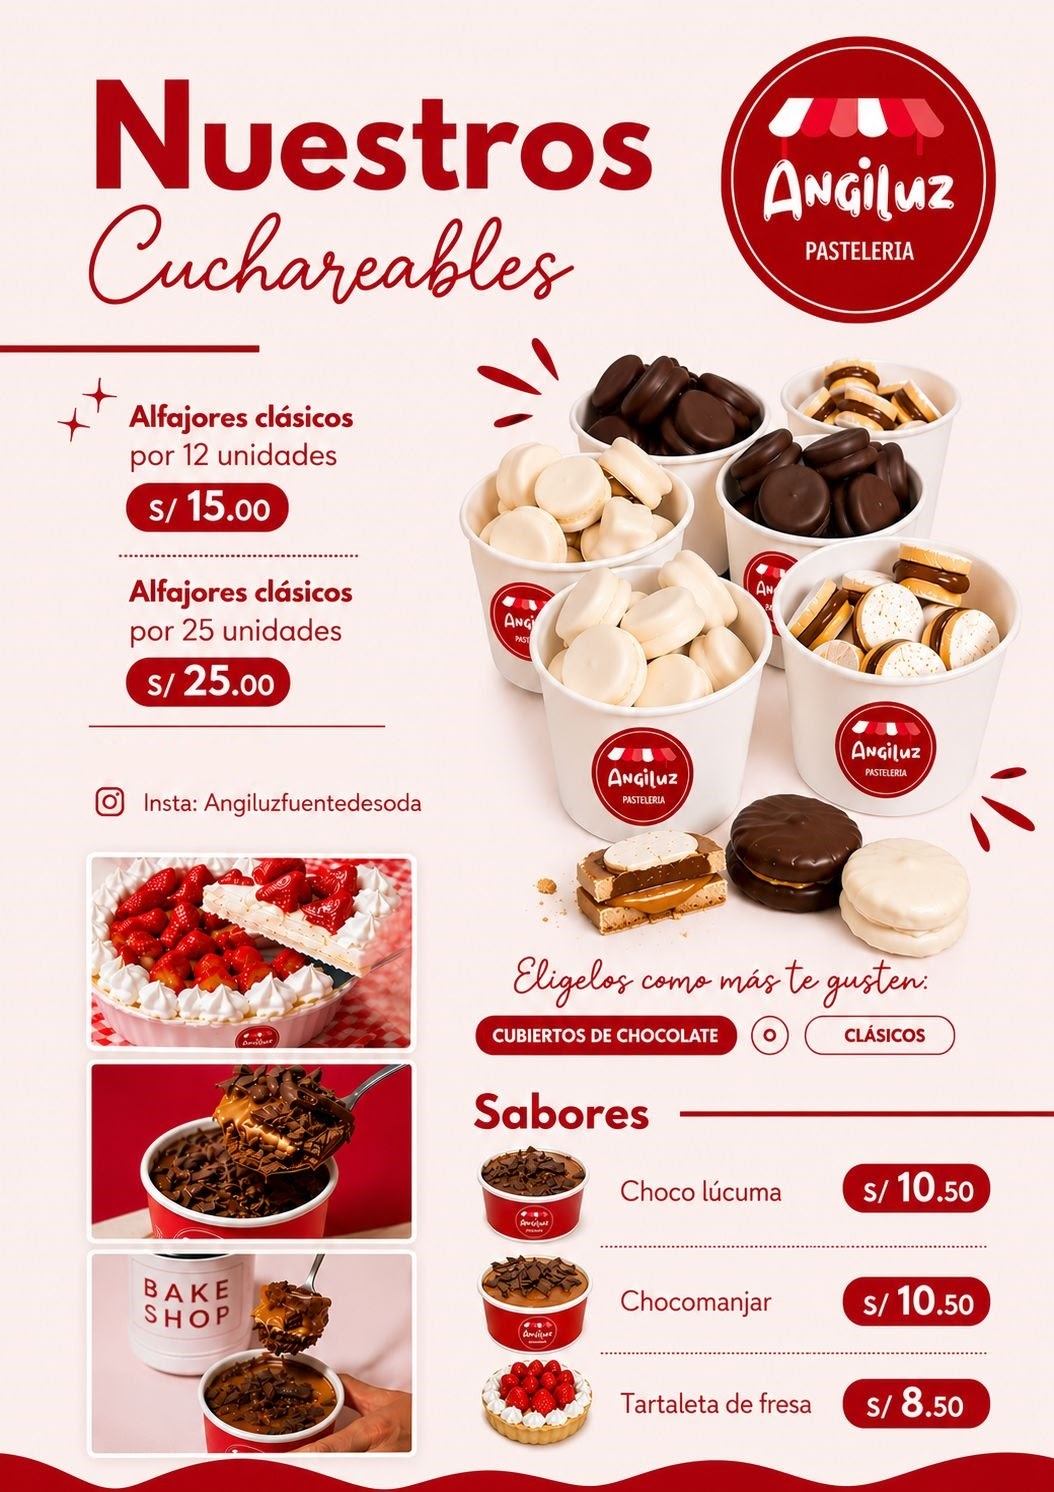 Nuestros
Cuchareables
Angiluz
PASTELERIA
Alfajores clásicos
por 12 unidades
S/ 15.00
Alfajores clásicos
por 25 unidades
S/ 25.00
Insta: Angiluzfuentedesoda
Angiluz
PASTELERIA
Angiluz
PASTELERIA
Eligelos como más te gusten:
CUBIERTOS DE CHOCOLATE
O
CLÁSICOS
Sabores
Choco lúcuma
S/ 10.50
Chocomanjar
S/ 10.50
Tartaleta de fresa
S/ 8.50
BAKE
SHOP
Angiluz
Angiluz